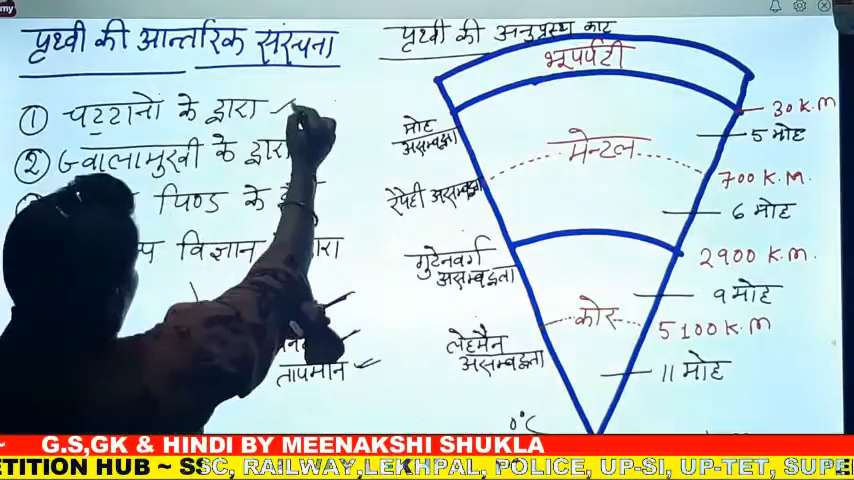 my
पृथ्वी की आन्तरिक संरचना
① चट्टानो के द्वारा
② ज्वालामुखी के द्वारा
पिण्ड के
विज्ञान
ारा
तापमान
पृथ्वी की अनुप्रस्थ काट
भूपर्पटी
30 K.M
मोह
असम्बद्धता
5 मोह
मेन्टल
रेपेटी असम्बद्धता
700 K.M.
6 मोह
गुटेनवर्ग
असम्बद्धता
2900 K.M.
9 मोह
कोर
5100 K.M
लेहमैन
असम्बद्धता
11 मोह
0°C
~ G.S,GK & HINDI BY MEENAKSHI SHUKLA
ETITION HUB ~ SSC, RAILWAY,LEKHPAL, POLICE, UP-SI, UP-TET, SUPE